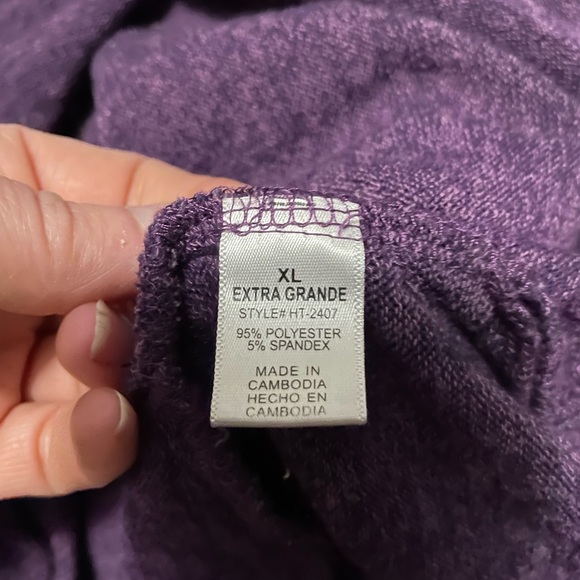 XL
EXTRA GRANDE
STYLE# HT-2407
95% POLYESTER
5% SPANDEX
MADE IN
CAMBODIA
HECHO EN
CAMBODIA